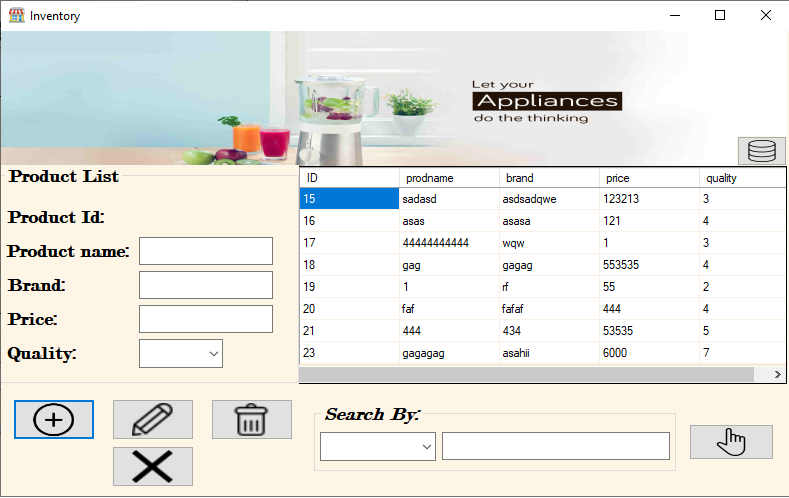 Inventory
Let your
Appliances
do the thinking
Product List
Product Id:
Product name:
Brand:
Price:
Quality:
ID prodname brand price quality
15 sadasd asdsadqwe 123213 3
16 asas asasa 121 4
17 44444444444 wqw 1 3
18 gag gagag 553535 4
19 1 rf 55 2
20 faf fafaf 444 4
21 444 434 53535 5
23 gagagag asahii 6000 7
Search By: